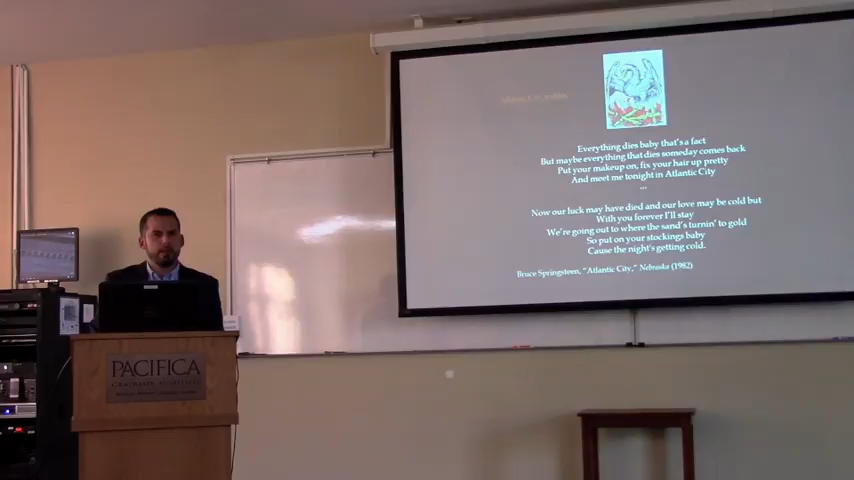 Everything dies baby that's a fact
But maybe everything that dies someday comes back
Put your makeup on, fix your hair up pretty
And meet me tonight in Atlantic City
...
Now our luck may have died and our love may be cold but
With you forever I'll stay
We're going out to where the sand's turnin' to gold
So put on your stockings baby
Cause the night's getting cold.
Bruce Springsteen, "Atlantic City," Nebraska (1982)
PACIFICA
GRADUATE INSTITUTE